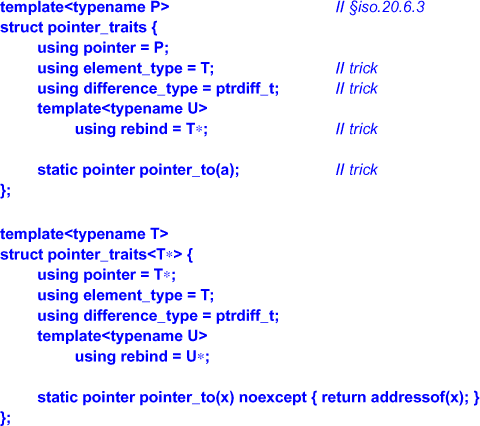 template<typename P> // §iso.20.6.3
struct pointer_traits {
using pointer = P;
using element_type = T; // trick
using difference_type = ptrdiff_t; // trick
template<typename U>
using rebind = T*; // trick
static pointer pointer_to(a); // trick
};
template<typename T>
struct pointer_traits<T*> {
using pointer = T*;
using element_type = T;
using difference_type = ptrdiff_t;
template<typename U>
using rebind = U*;
static pointer pointer_to(x) noexcept { return addressof(x); }
};